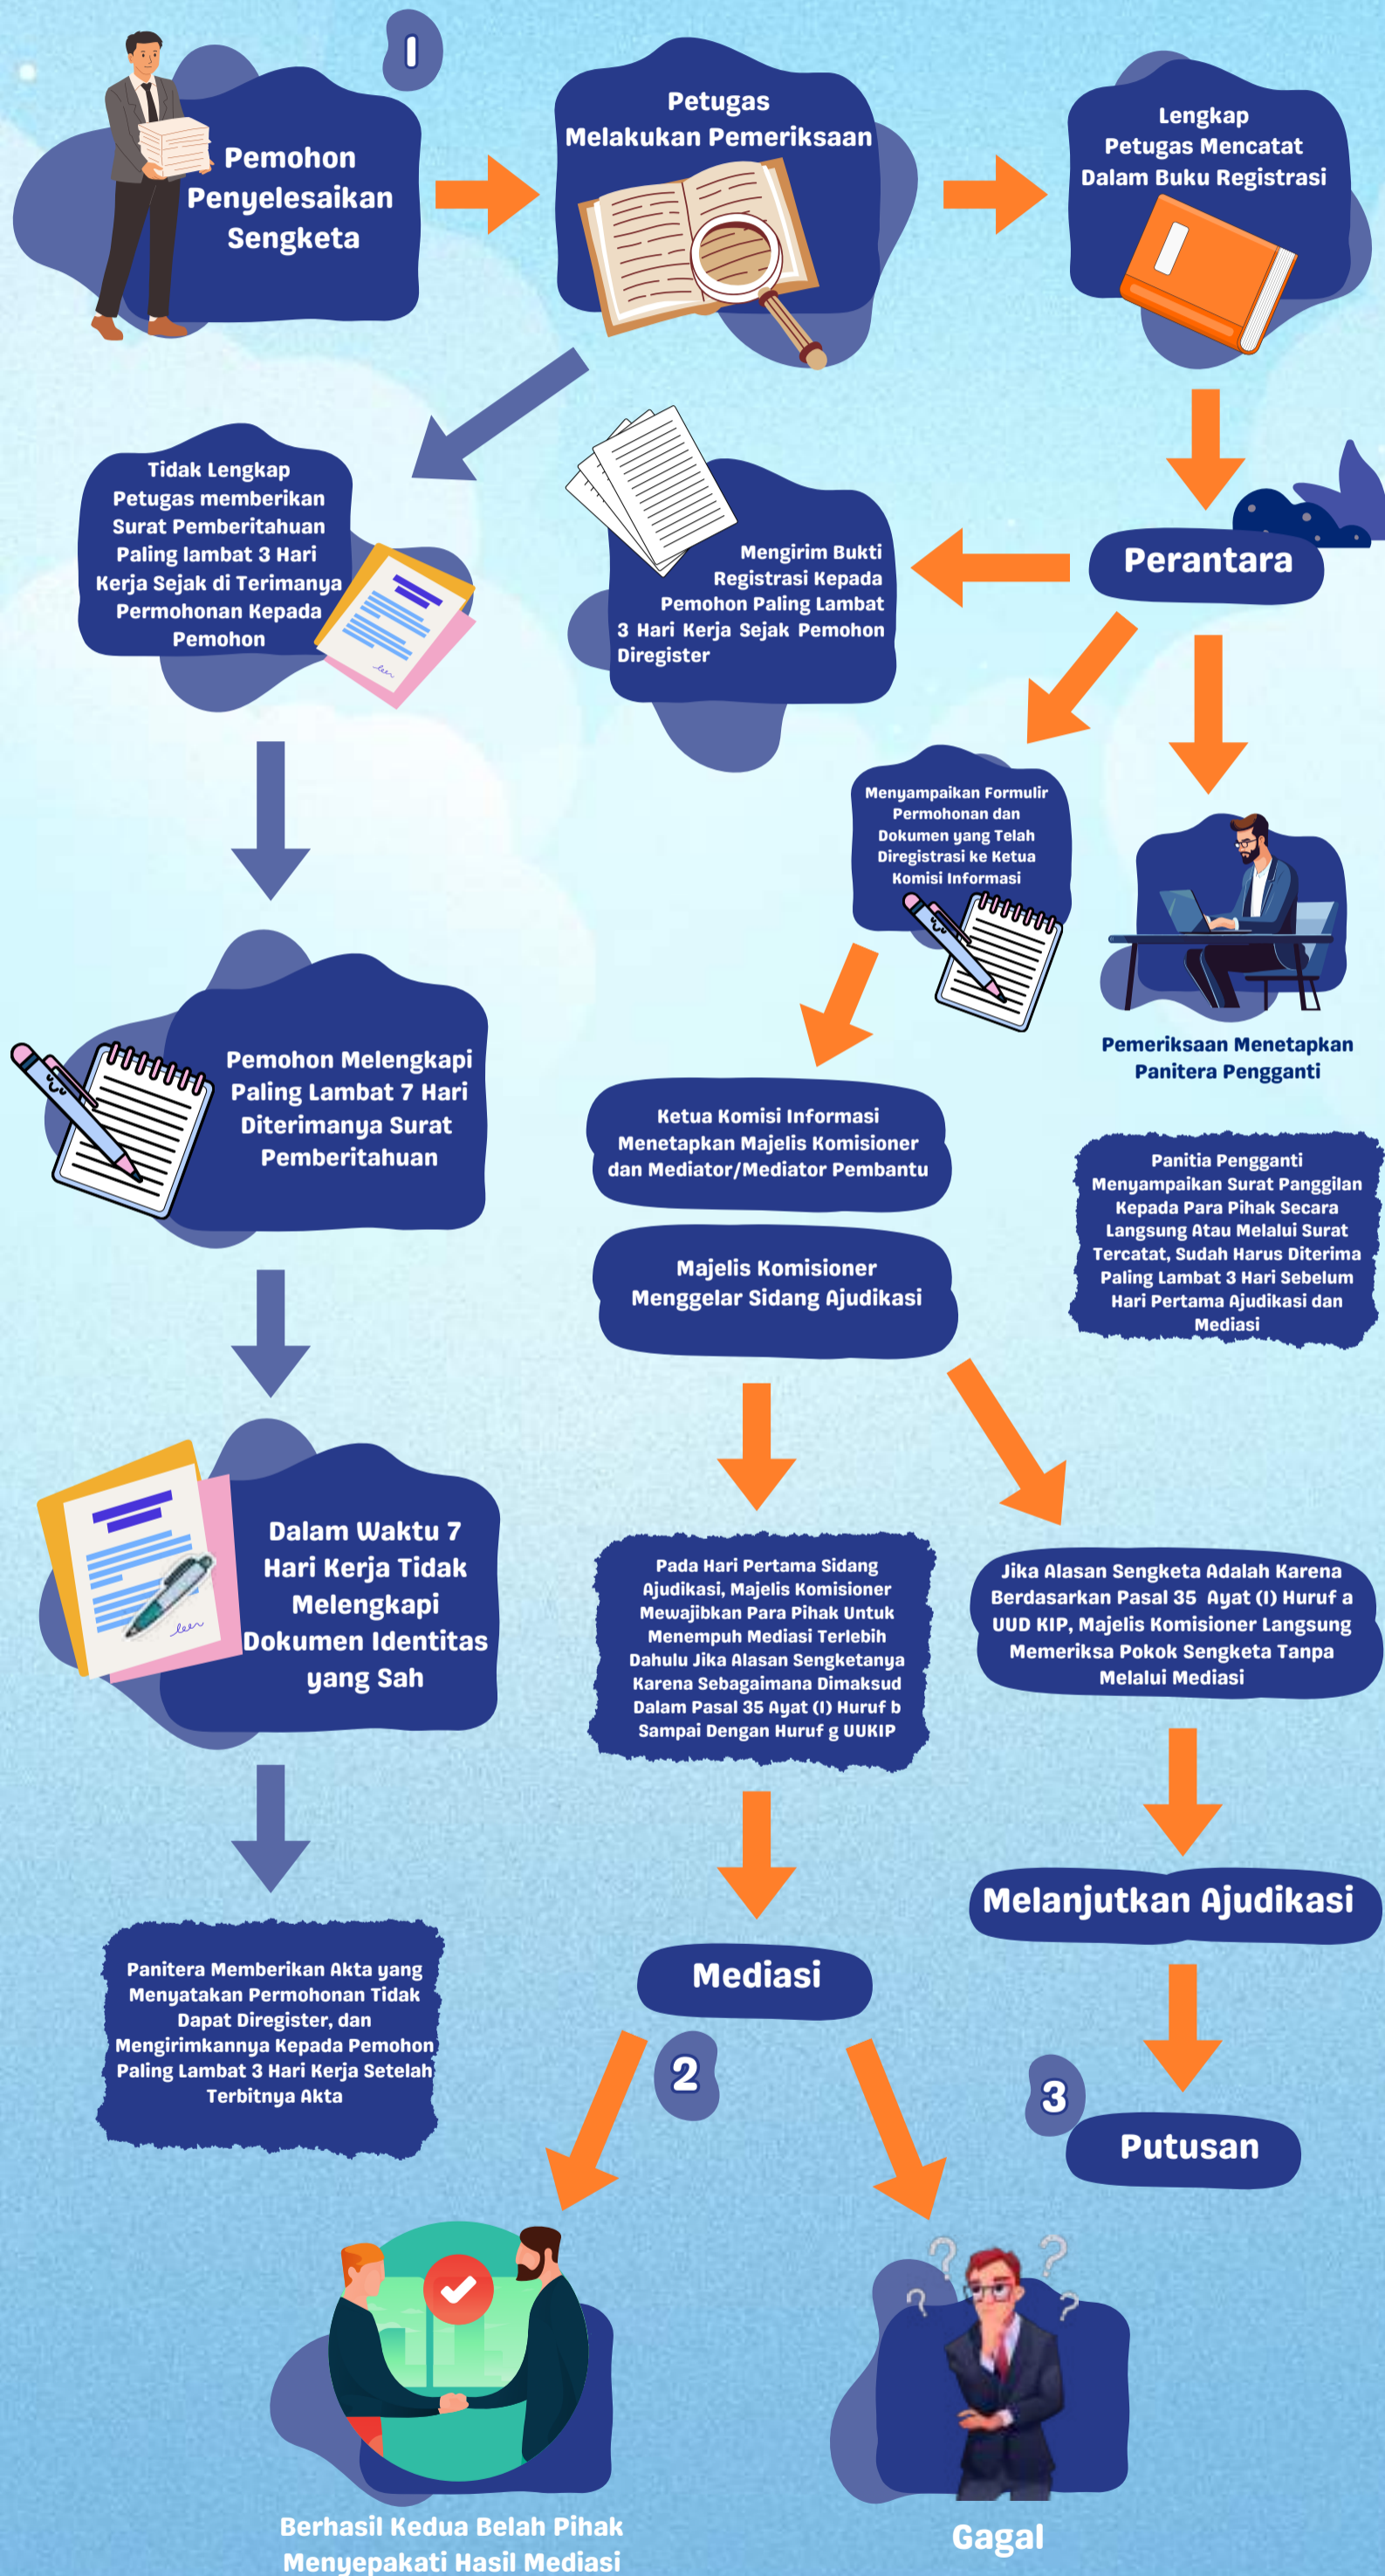 1
Pemohon
Penyelesaikan
Sengketa
Petugas
Melakukan Pemeriksaan
Lengkap
Petugas Mencatat
Dalam Buku Registrasi
Tidak Lengkap
Petugas memberikan
Surat Pemberitahuan
Paling lambat 3 Hari
Kerja Sejak di Terimanya
Permohonan Kepada
Pemohon
Mengirim Bukti
Registrasi Kepada
Pemohon Paling Lambat
3 Hari Kerja Sejak Pemohon
Diregister
Perantara
Menyampaikan Formulir
Permohonan dan
Dokumen yang Telah
Diregistrasi ke Ketua
Komisi Informasi
Pemeriksaan Menetapkan
Panitera Pengganti
Pemohon Melengkapi
Paling Lambat 7 Hari
Diterimanya Surat
Pemberitahuan
Ketua Komisi Informasi
Menetapkan Majelis Komisioner
dan Mediator/Mediator Pembantu
Panitia Pengganti
Menyampaikan Surat Panggilan
Kepada Para Pihak Secara
Langsung Atau Melalui Surat
Tercatat, Sudah Harus Diterima
Paling Lambat 3 Hari Sebelum
Hari Pertama Ajudikasi dan
Mediasi
Majelis Komisioner
Menggelar Sidang Ajudikasi
Dalam Waktu 7
Hari Kerja Tidak
Melengkapi
Dokumen Identitas
yang Sah
Pada Hari Pertama Sidang
Ajudikasi, Majelis Komisioner
Mewajibkan Para Pihak Untuk
Menempuh Mediasi Terlebih
Dahulu Jika Alasan Sengketanya
Karena Sebagaimana Dimaksud
Dalam Pasal 35 Ayat (1) Huruf b
Sampai Dengan Huruf g UUKIP
Jika Alasan Sengketa Adalah Karena
Berdasarkan Pasal 35 Ayat (1) Huruf a
UUD KIP, Majelis Komisioner Langsung
Memeriksa Pokok Sengketa Tanpa
Melalui Mediasi
Melanjutkan Ajudikasi
Panitera Memberikan Akta yang
Menyatakan Permohonan Tidak
Dapat Diregister, dan
Mengirimkannya Kepada Pemohon
Paling Lambat 3 Hari Kerja Setelah
Terbitnya Akta
Mediasi
2
3
Putusan
Berhasil Kedua Belah Pihak
Menyepakati Hasil Mediasi
Gagal